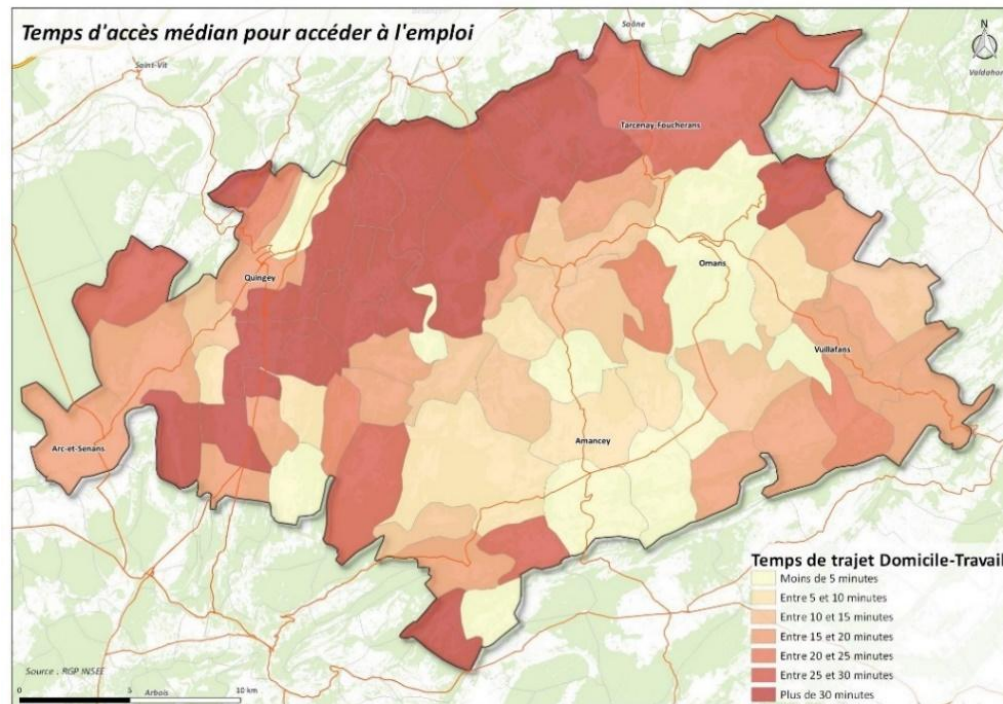 Temps d'accès médian pour accéder à l'emploi
Saône
N
Saint-Vit
Valdahon
Tarcenay-Foucherans
Quingey
Ornans
Vuillafans
Arc-et-Senans
Amancey
Temps de trajet Domicile-Travail
Moins de 5 minutes
Entre 5 et 10 minutes
Entre 10 et 15 minutes
Entre 15 et 20 minutes
Entre 20 et 25 minutes
Entre 25 et 30 minutes
Plus de 30 minutes
Source : RGP INSEE
0 5 10 km
Arbois